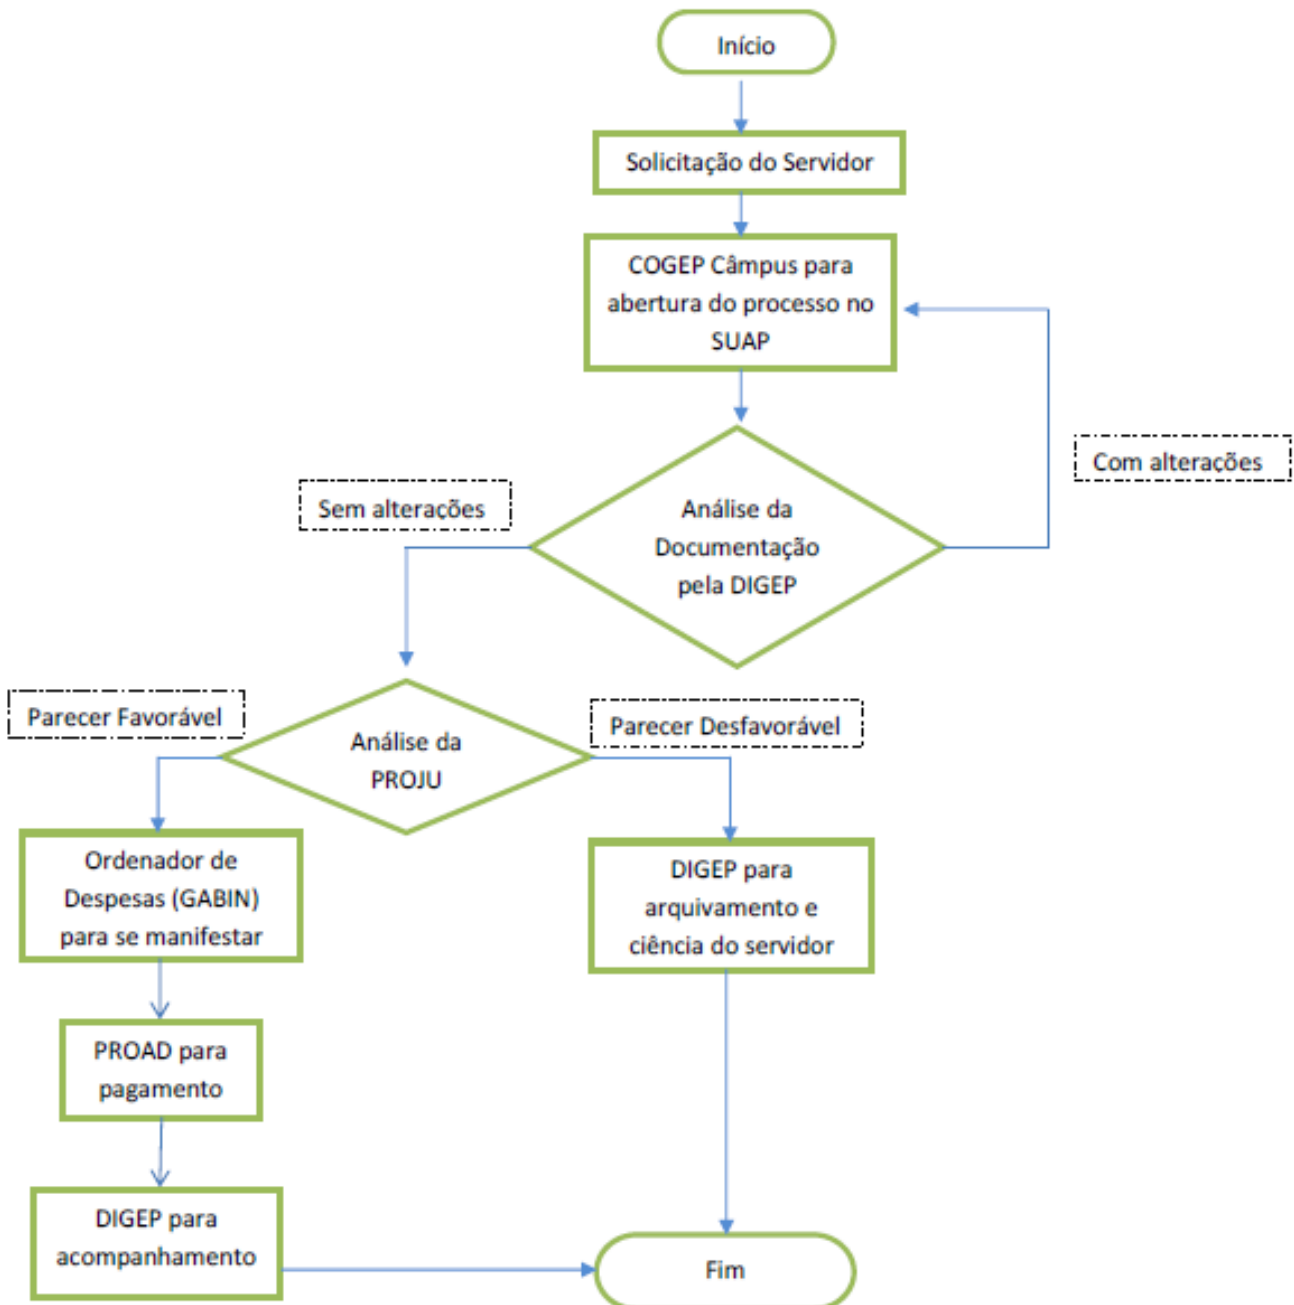 Início
Solicitação do Servidor
COGEP Câmpus para
abertura do processo no
SUAP
Com alterações
Sem alterações
Análise da
Documentação
pela DIGEP
Parecer Favorável
Parecer Desfavorável
Análise da
PROJU
Ordenador de
Despesas (GABIN)
para se manifestar
DIGEP para
arquivamento e
ciência do servidor
PROAD para
pagamento
DIGEP para
acompanhamento
Fim